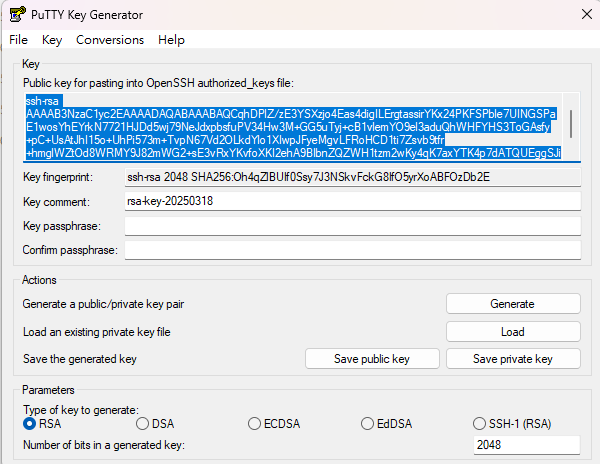 PuTTY Key Generator
File Key Conversions Help
Key
Public key for pasting into OpenSSH authorized_keys file:
ssh-rsa
AAAAB3NzaC1yc2EAAAADAQABAAABAQCqhDPIZ/zE3YSXzjo4Eas4digILErgtassirYKx24PKFSPble7UINGSPa
E1wosYhEYrkN7721HJDd5wj79NeJdxpbsfuPV34Hw3M+GG5uTyj+cB1vlemYO9eI3aduQhWHFYHS3ToGAsfy
+pC+UsAtJhI15o+UhPi573m+TvpN67Vd2OLkdYlo1XIwpJFyeMgvLFRoHCD1ti7Zsvb9tfr
+hmgIWZtOd8WRMY9J82mWG2+sE3vRxYKvfoXKI2ehA9BlbnZQZWH1tzm2wKy4qK7axYTK4p7dATQUEggSJi
Key fingerprint: ssh-rsa 2048 SHA256:Oh4qZIBUlf0Ssy7J3NSkvFckG8IfO5yrXoABFOzDb2E
Key comment: rsa-key-20250318
Key passphrase:
Confirm passphrase:
Actions
Generate a public/private key pair Generate
Load an existing private key file Load
Save the generated key Save public key Save private key
Parameters
Type of key to generate:
RSA DSA ECDSA EdDSA SSH-1 (RSA)
Number of bits in a generated key: 2048